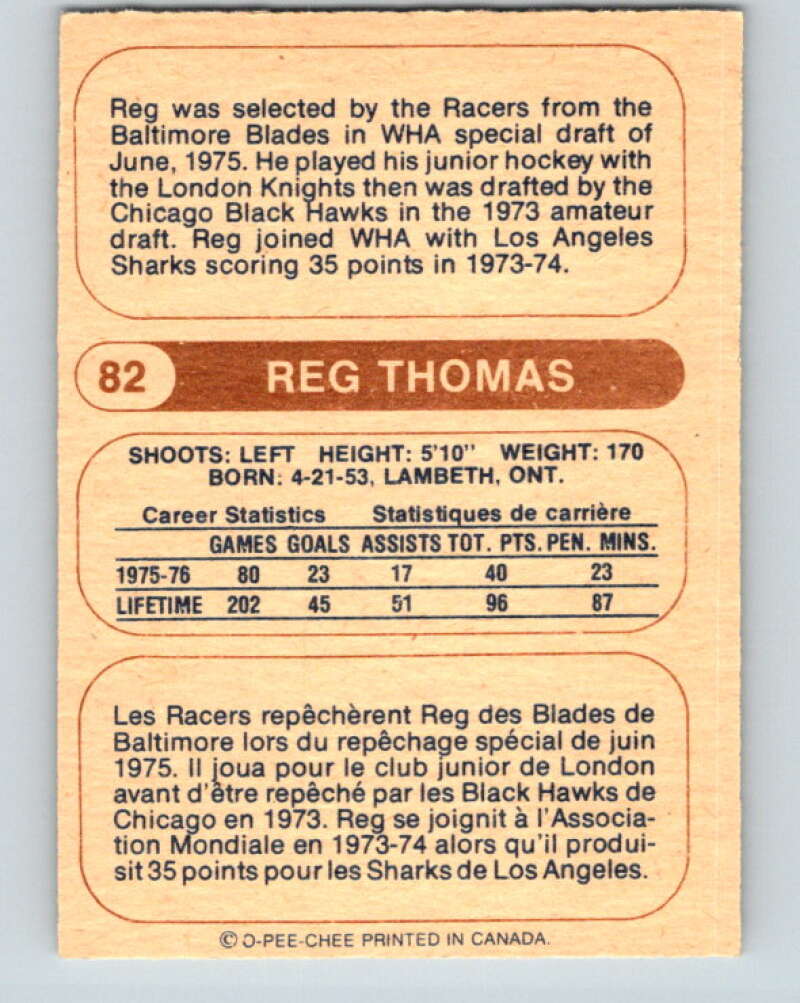 Reg was selected by the Racers from the
Baltimore Blades in WHA special draft of
June, 1975. He played his junior hockey with
the London Knights then was drafted by the
Chicago Black Hawks in the 1973 amateur
draft. Reg joined WHA with Los Angeles
Sharks scoring 35 points in 1973-74.
82 REG THOMAS
SHOOTS: LEFT HEIGHT: 5'10" WEIGHT: 170
BORN: 4-21-53, LAMBETH, ONT.
Career Statistics Statistiques de carrière
GAMES GOALS ASSISTS TOT. PTS. PEN. MINS.
1975-76 80 23 17 40 23
LIFETIME 202 45 51 96 87
Les Racers repêchèrent Reg des Blades de
Baltimore lors du repêchage spécial de juin
1975. Il joua pour le club junior de London
avant d'être repêché par les Black Hawks de
Chicago en 1973. Reg se joignit à l'Associa-
tion Mondiale en 1973-74 alors qu'il produi-
sit 35 points pour les Sharks de Los Angeles.
© O-PEE-CHEE PRINTED IN CANADA.